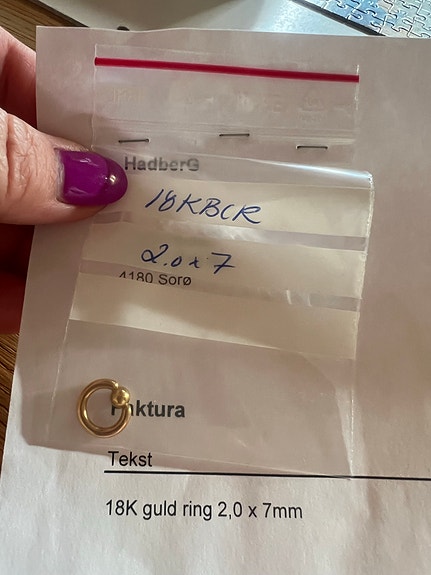 HadberG
18KBCR
2.0 x 7
4180 Sorø
Faktura
Tekst
18K guld ring 2,0 x 7mm